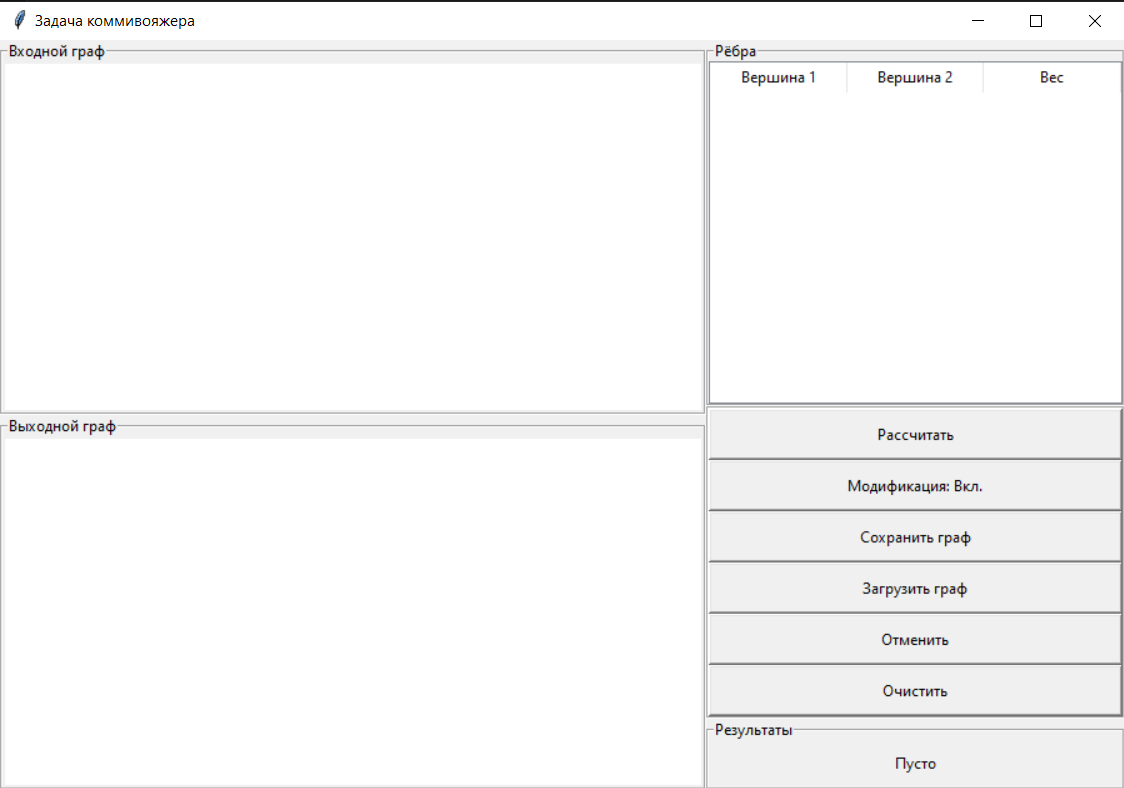 Задача коммивояжера
Входной граф
Рёбра
Вершина 1 Вершина 2 Вес
Выходной граф
Рассчитать
Модификация: Вкл.
Сохранить граф
Загрузить граф
Отменить
Очистить
Результаты
Пусто